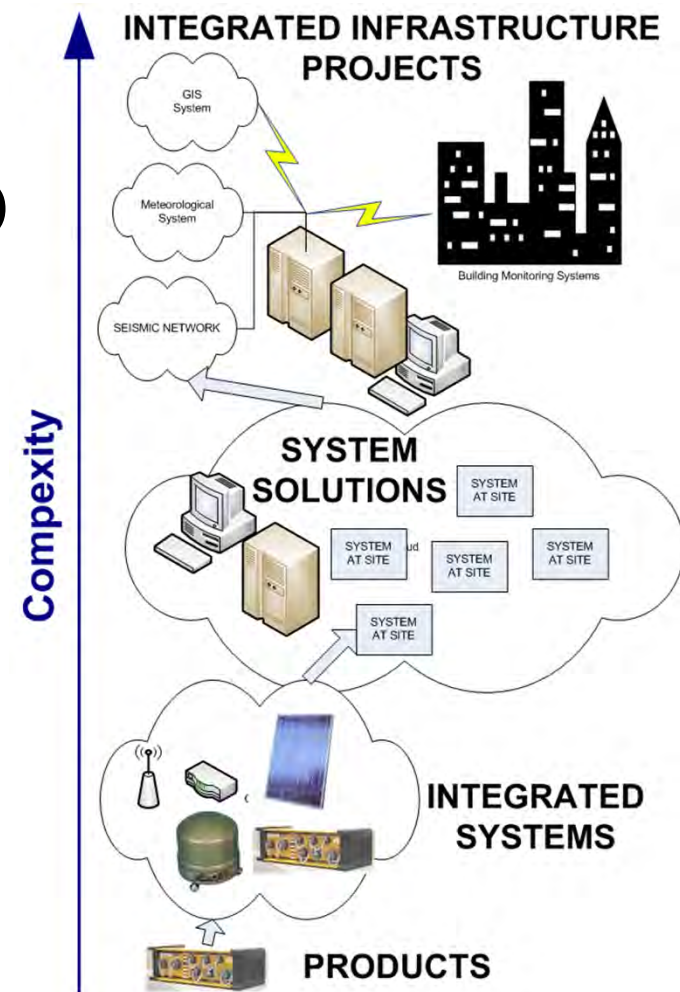 INTEGRATED INFRASTRUCTURE
PROJECTS
GIS
System
Meteorological
System
SEISMIC NETWORK
Building Monitoring Systems
Compexity
SYSTEM
SOLUTIONS
SYSTEM
AT SITE
SYSTEM
AT SITE
ud
SYSTEM
AT SITE
SYSTEM
AT SITE
SYSTEM
AT SITE
INTEGRATED
SYSTEMS
PRODUCTS